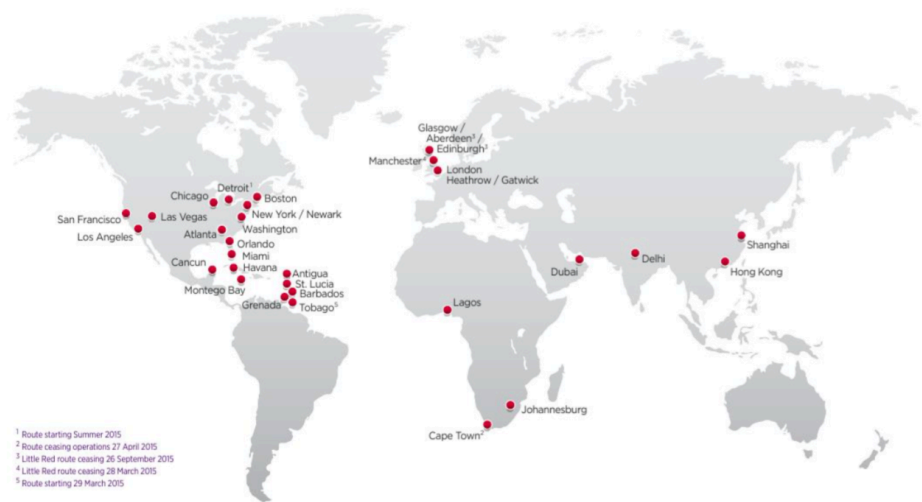 Glasgow /
Aberdeen³ /
Edinburgh³
Manchester⁴
London
Heathrow / Gatwick
Detroit¹
Chicago
Boston
San Francisco
Las Vegas
New York / Newark
Los Angeles
Atlanta
Washington
Orlando
Miami
Cancun
Havana
Montego Bay
Antigua
St. Lucia
Barbados
Grenada
Tobago⁵
Shanghai
Delhi
Dubai
Hong Kong
Lagos
Johannesburg
Cape Town²
¹ Route starting Summer 2015
² Route ceasing operations 27 April 2015
³ Little Red route ceasing 26 September 2015
⁴ Little Red route ceasing 28 March 2015
⁵ Route starting 29 March 2015